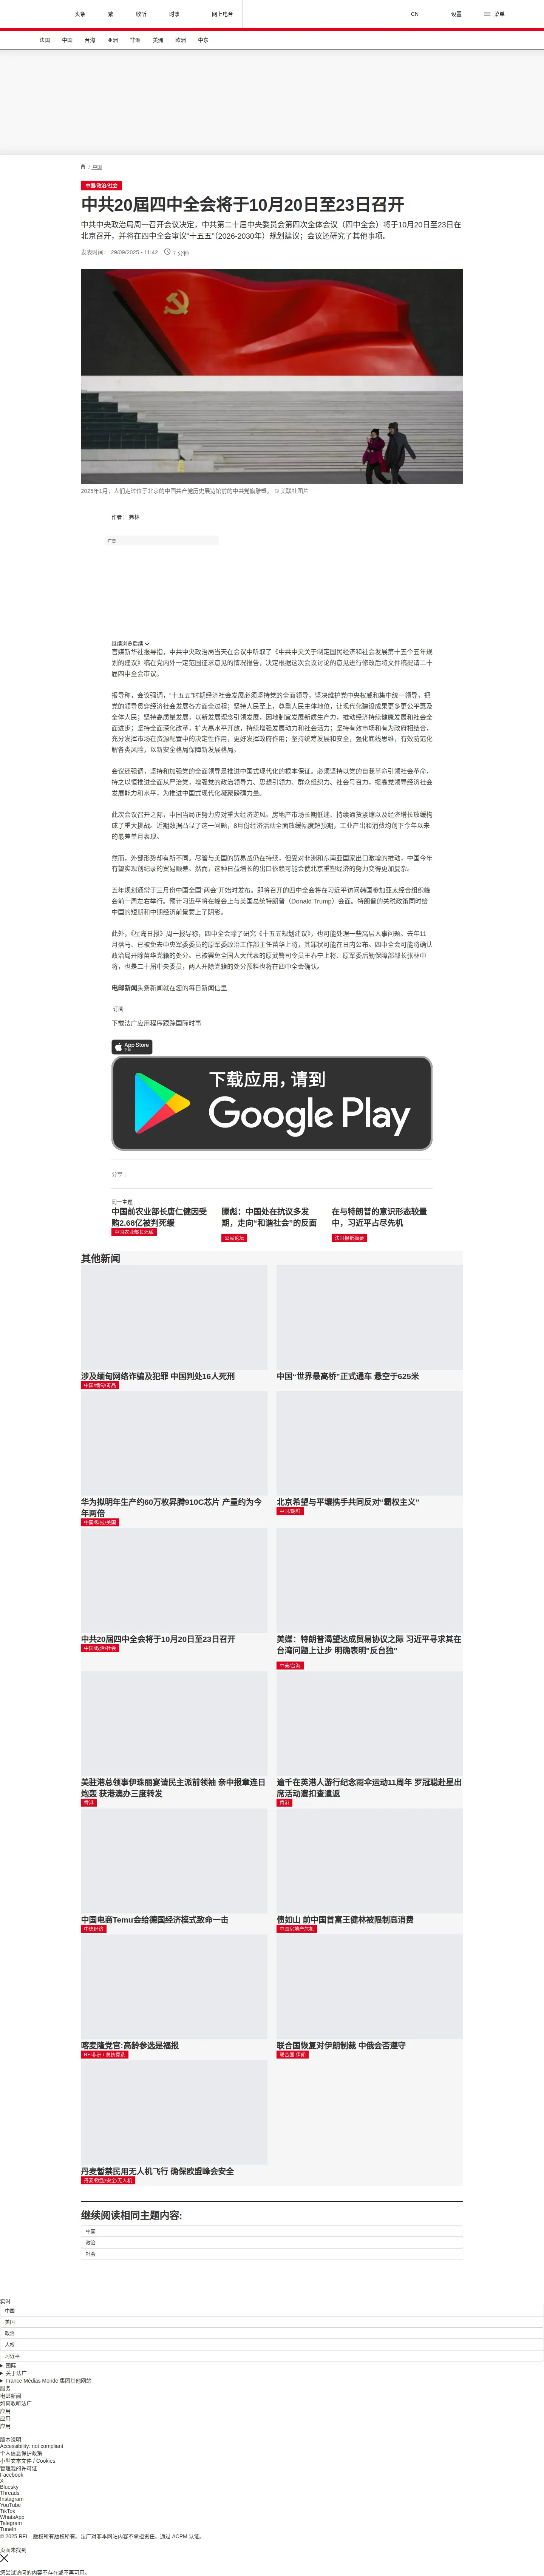 头条
繁
收听
时事
网上电台
CN
设置
菜单
法国
中国
台海
亚洲
非洲
美洲
欧洲
中东
/ 中国
中国/政治/社会
中共20届四中全会将于10月20日至23日召开
中共中央政治局周一召开会议决定，中共第二十届中央委员会第四次全体会议（四中全会）将于10月20日至23日在
北京召开，并将在四中全会审议“十五五”(2026-2030年）规划建议；会议还研究了其他事项。
发表时间： 29/09/2025 - 11:42
7 分钟
2025年1月，人们走过位于北京的中国共产党历史展览馆前的中共党旗雕塑。 © 美联社图片
作者： 弗林
广告
继续浏览后续
官媒新华社报导指，中共中央政治局当天在会议中听取了《中共中央关于制定国民经济和社会发展第十五个五年规
划的建议》稿在党内外一定范围征求意见的情况报告，决定根据这次会议讨论的意见进行修改后将文件稿提请二十
届四中全会审议。
报导称，会议强调，“十五五”时期经济社会发展必须坚持党的全面领导，坚决维护党中央权威和集中统一领导，把
党的领导贯穿经济社会发展各方面全过程；坚持人民至上，尊重人民主体地位，让现代化建设成果更多更公平惠及
全体人民；坚持高质量发展，以新发展理念引领发展，因地制宜发展新质生产力，推动经济持续健康发展和社会全
面进步；坚持全面深化改革，扩大高水平开放，持续增强发展动力和社会活力；坚持有效市场和有为政府相结合，
充分发挥市场在资源配置中的决定性作用，更好发挥政府作用；坚持统筹发展和安全，强化底线思维，有效防范化
解各类风险，以新安全格局保障新发展格局。
会议还强调，坚持和加强党的全面领导是推进中国式现代化的根本保证。必须坚持以党的自我革命引领社会革命，
持之以恒推进全面从严治党，增强党的政治领导力、思想引领力、群众组织力、社会号召力，提高党领导经济社会
发展能力和水平，为推进中国式现代化凝聚磅礴力量。
此次会议召开之际，中国当局正努力应对重大经济逆风。房地产市场长期低迷、持续通货紧缩以及经济增长放缓构
成了重大挑战。近期数据凸显了这一问题，8月份经济活动全面放缓幅度超预期，工业产出和消费均创下今年以来
的最差单月表现。
然而，外部形势却有所不同。尽管与美国的贸易战仍在持续，但受对非洲和东南亚国家出口激增的推动，中国今年
有望实现创纪录的贸易顺差。然而，这种日益增长的出口依赖可能会使北京重塑经济的努力变得更加复杂。
五年规划通常于三月份中国全国“两会”开始时发布。即将召开的四中全会将在习近平访问韩国参加亚太经合组织峰
会前一周左右举行。预计习近平将在峰会上与美国总统特朗普（Donald Trump）会面。特朗普的关税政策同时给
中国的短期和中期经济前景蒙上了阴影。
此外，《星岛日报》周一报导称，四中全会除了研究《十五五规划建议》，也可能处理一些高层人事问题。去年11
月落马、已被免去中央军委委员的原军委政治工作部主任苗华上将，其罪状可能在日内公布。四中全会可能将确认
政治局开除苗华党籍的处分。已被罢免全国人大代表的原武警司令员王春宁上将、原军委后勤保障部部长张林中
将，也是二十届中央委员，两人开除党籍的处分预料也将在四中全会确认。
电邮新闻头条新闻就在您的每日新闻信里
订阅
下载法广应用程序跟踪国际时事
App Store
下载应用，请到
Google Play
分享 :
同一主题
中国前农业部长唐仁健因受
贿2.68亿被判死缓
中国农业部长死缓
滕彪：中国处在抗议多发
期，走向“和谐社会”的反面
公民论坛
在与特朗普的意识形态较量
中，习近平占尽先机
法国报纸摘要
其他新闻
涉及缅甸网络诈骗及犯罪 中国判处16人死刑
中国/缅甸/毒品
中国“世界最高桥”正式通车 悬空于625米
华为拟明年生产约60万枚昇腾910C芯片 产量约为今
年两倍
中国/科技/美国
北京希望与平壤携手共同反对“霸权主义”
中国/朝鲜
中共20届四中全会将于10月20日至23日召开
中国/政治/社会
美媒：特朗普渴望达成贸易协议之际 习近平寻求其在
台湾问题上让步 明确表明“反台独”
中美/台海
美驻港总领事伊珠丽宴请民主派前领袖 亲中报章连日
炮轰 获港澳办三度转发
香港
逾千在英港人游行纪念雨伞运动11周年 罗冠聪赴星出
席活动遭扣查遣返
香港
中国电商Temu会给德国经济模式致命一击
中德经济
债如山 前中国首富王健林被限制高消费
中国房地产危机
喀麦隆党官:高龄参选是福报
RFI非洲 / 总统竞选
联合国恢复对伊朗制裁 中俄会否遵守
联合国·伊朗
丹麦暂禁民用无人机飞行 确保欧盟峰会安全
丹麦/欧盟/安全/无人机
继续阅读相同主题内容:
中国
政治
社会
实时
中国
美国
政治
人权
习近平
国际
关于法广
France Médias Monde 集团其他网站
服务
电邮新闻
如何收听法广
应用
应用
应用
版本说明
Accessibility: not compliant
个人信息保护政策
小型文本文件 / Cookies
管理我的许可证
Facebook
X
Bluesky
Threads
Instagram
YouTube
TikTok
WhatsApp
Telegram
TuneIn
© 2025 RFI – 版权所有版权所有。法广对非本网站内容不承担责任。通过 ACPM 认证。
页面未找到
您尝试访问的内容不存在或不再可用。